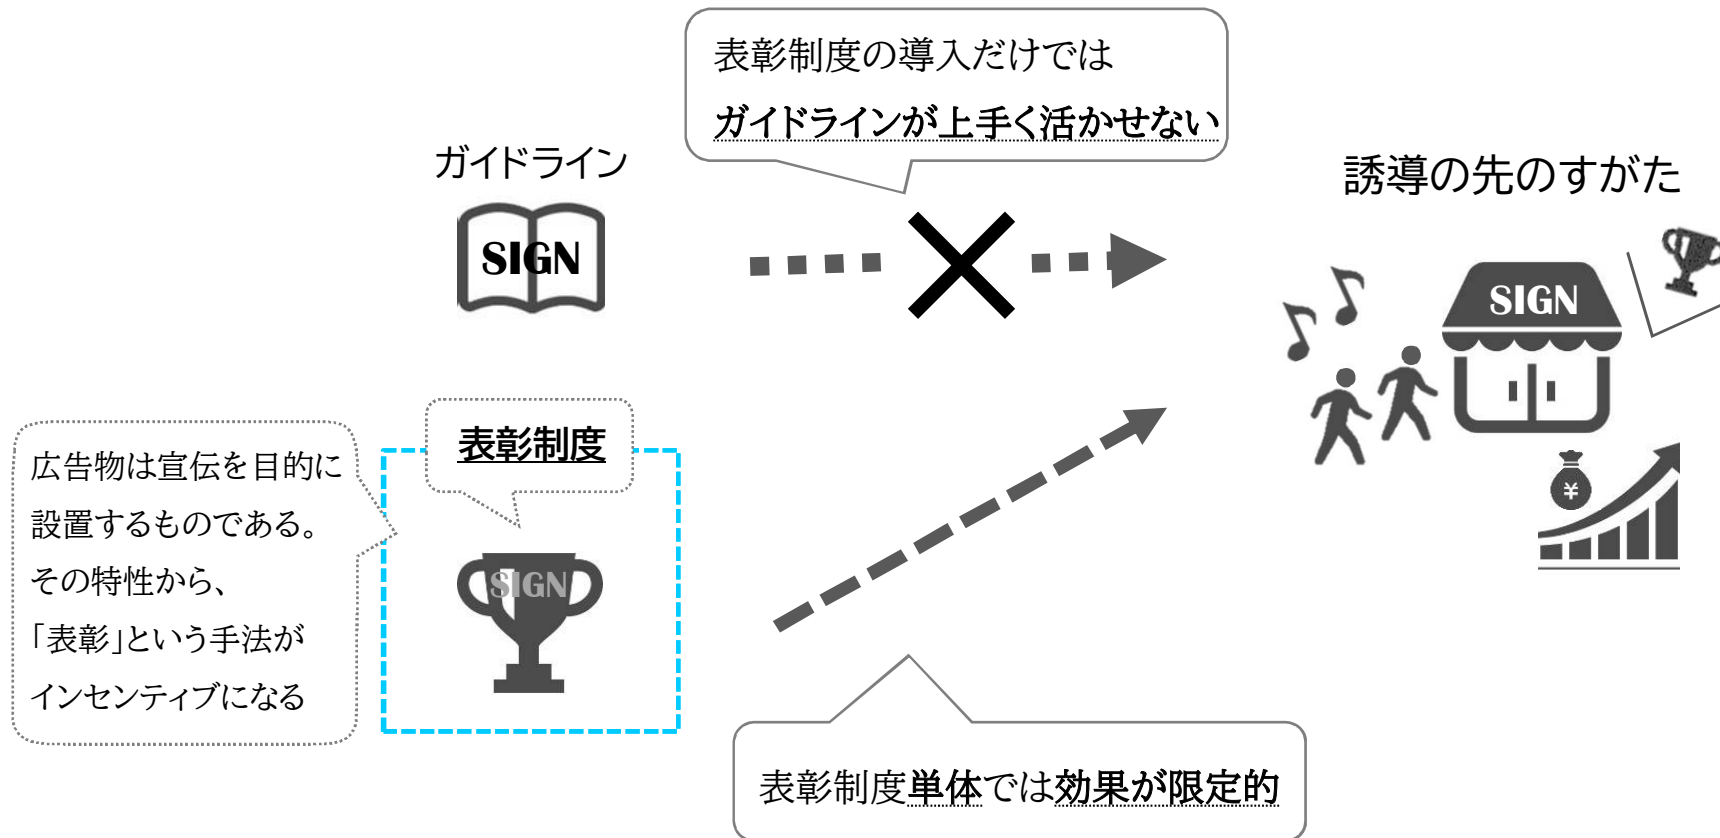 表彰制度の導入だけでは
ガイドラインが上手く活かせない
ガイドライン
SIGN
誘導の先のすがた
SIGN
表彰制度
SIGN
広告物は宣伝を目的に
設置するものである。
その特性から、
「表彰」という手法が
インセンティブになる
¥
表彰制度単体では効果が限定的